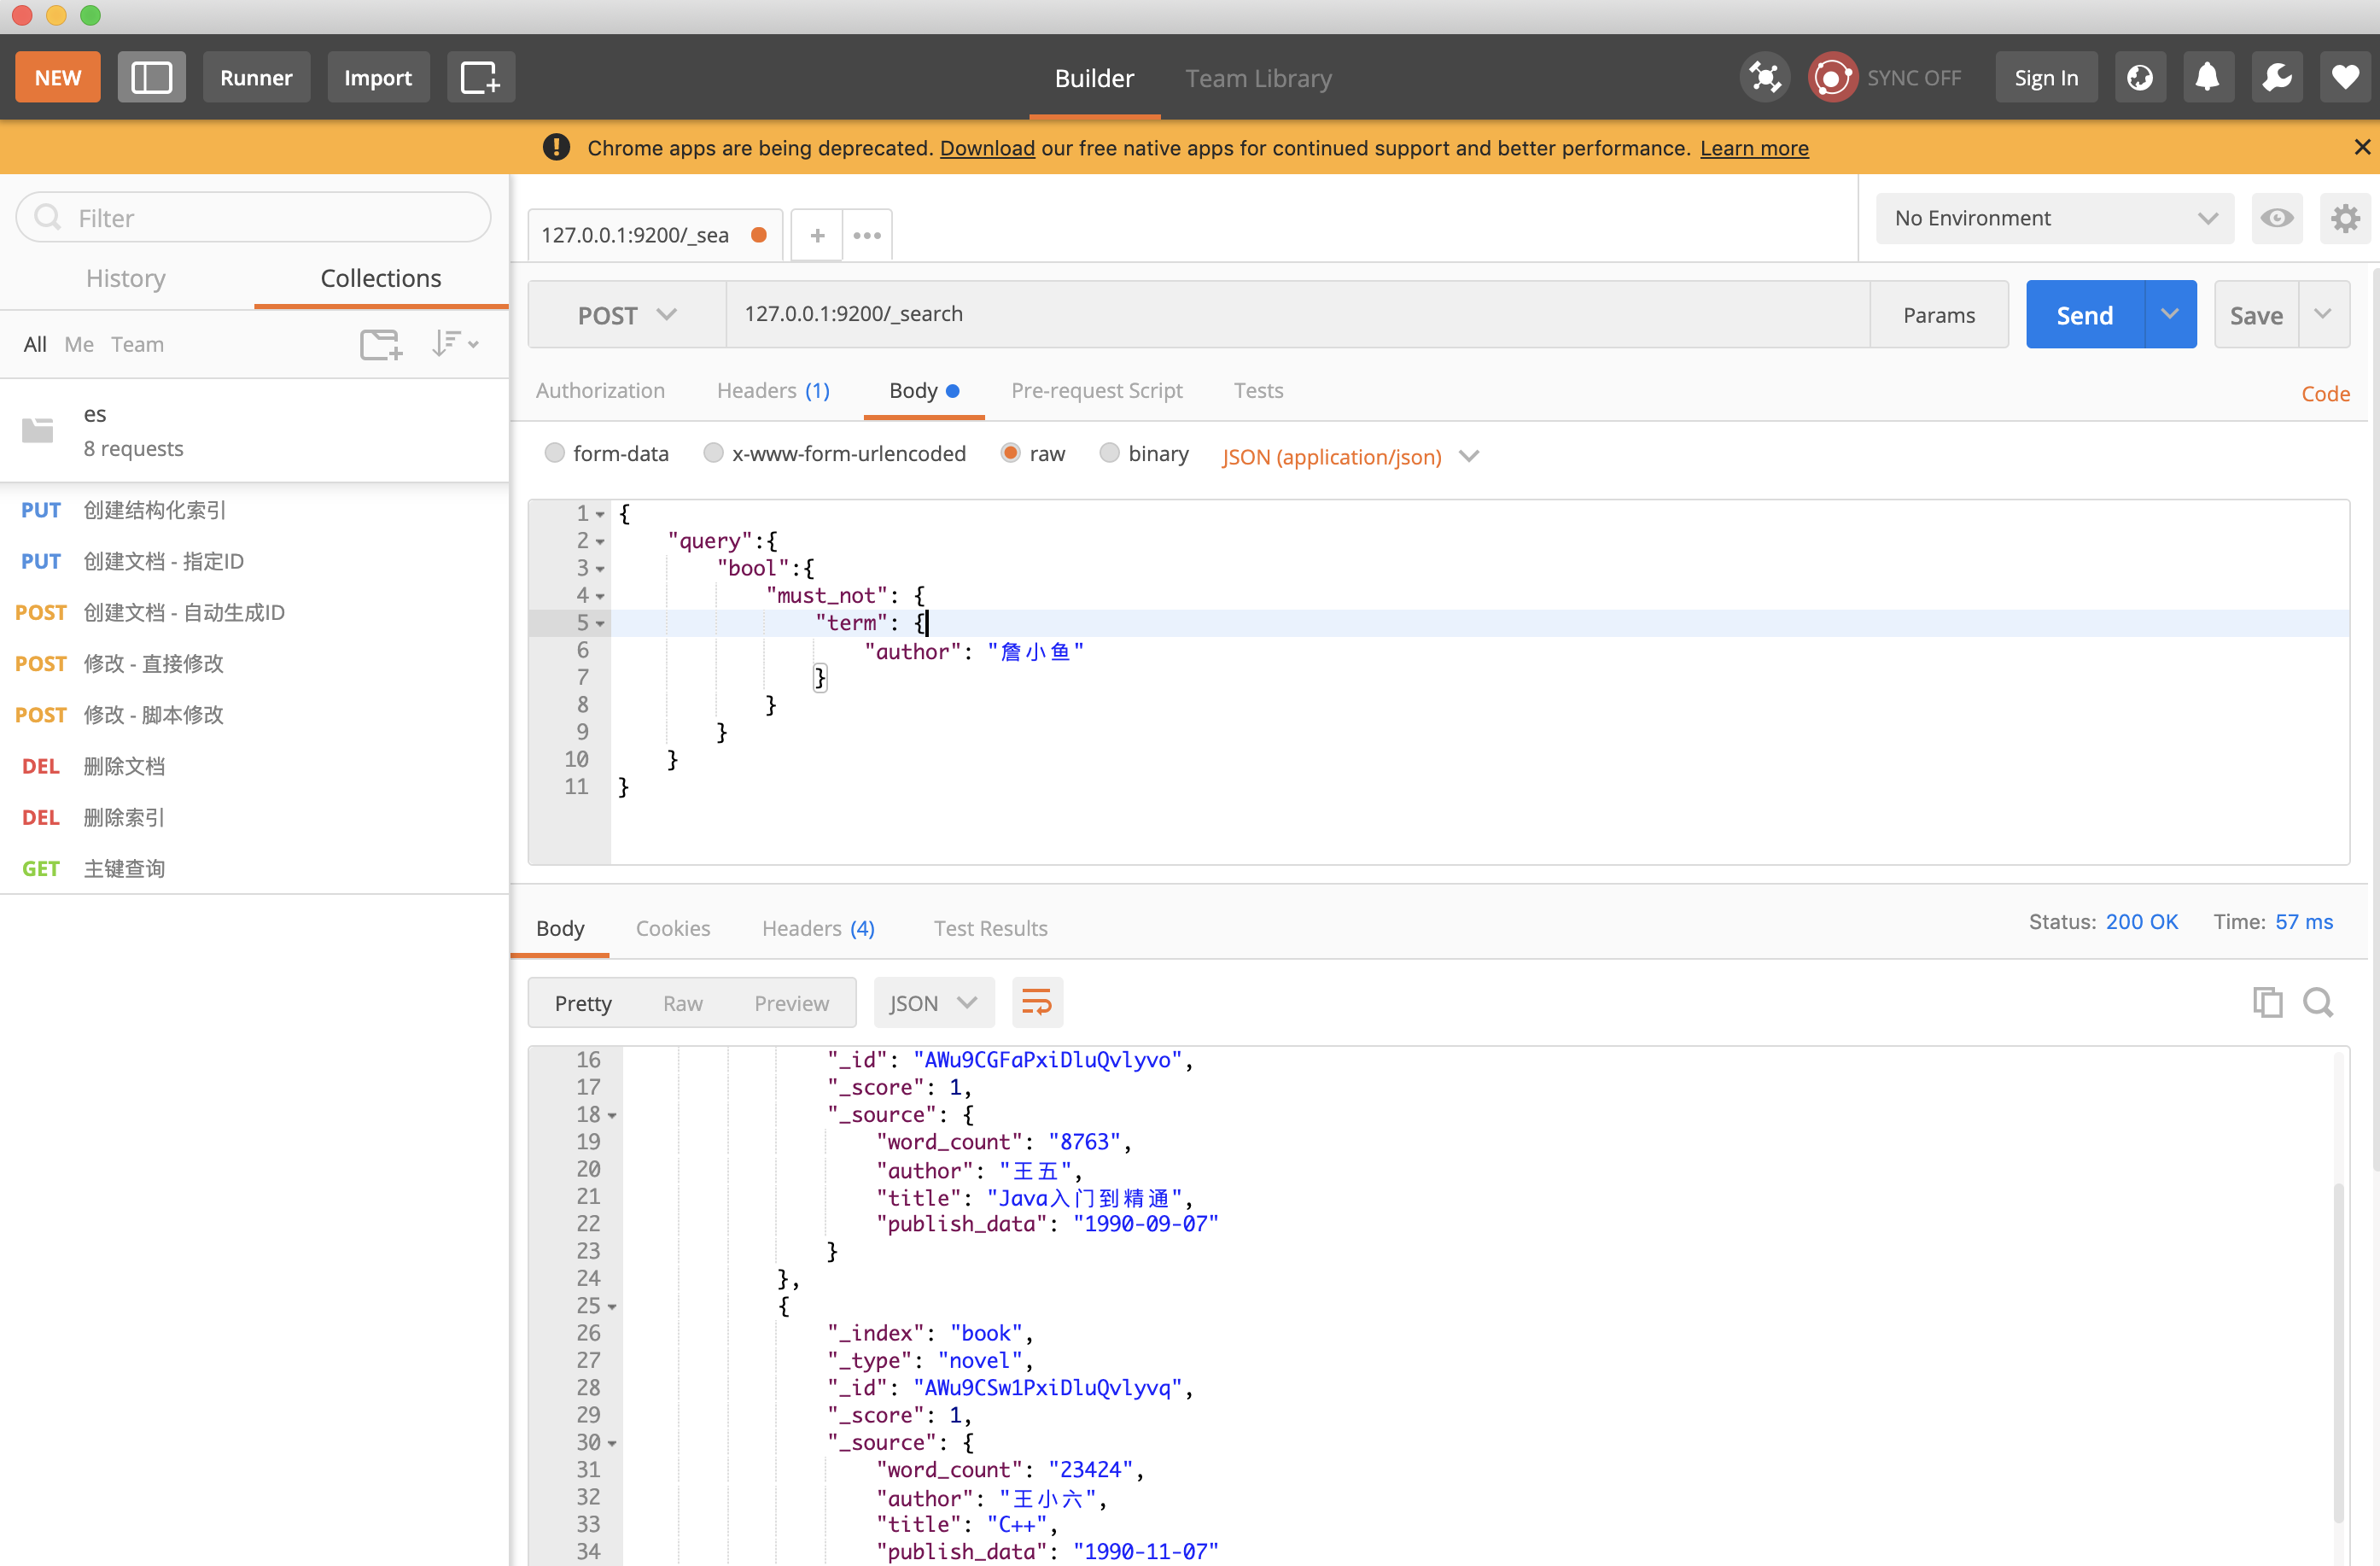 NEW Runner Import Builder Team Library SYNC OFF Sign In
Chrome apps are being deprecated. Download our free native apps for continued support and better performance. Learn more
Filter
History Collections
All Me Team
es
8 requests
PUT 创建结构化索引
PUT 创建文档 - 指定ID
POST 创建文档 - 自动生成ID
POST 修改 - 直接修改
POST 修改 - 脚本修改
DEL 删除文档
DEL 删除索引
GET 主键查询
127.0.0.1:9200/_sea
No Environment
POST 127.0.0.1:9200/_search Params Send Save
Authorization Headers (1) Body Pre-request Script Tests Code
form-data x-www-form-urlencoded raw binary JSON (application/json)
1 {
2 "query":{
3 "bool":{
4 "must_not": {
5 "term": {
6 "author": "詹小鱼"
7 }
8 }
9 }
10 }
11 }
Body Cookies Headers (4) Test Results Status: 200 OK Time: 57 ms
Pretty Raw Preview JSON
16 "_id": "AWu9CGFaPxiDluQvlyvo",
17 "_score": 1,
18 "_source": {
19 "word_count": "8763",
20 "author": "王五",
21 "title": "Java入门到精通",
22 "publish_data": "1990-09-07"
23 }
24 },
25 {
26 "_index": "book",
27 "_type": "novel",
28 "_id": "AWu9CSw1PxiDluQvlyvq",
29 "_score": 1,
30 "_source": {
31 "word_count": "23424",
32 "author": "王小六",
33 "title": "C++",
34 "publish_data": "1990-11-07"